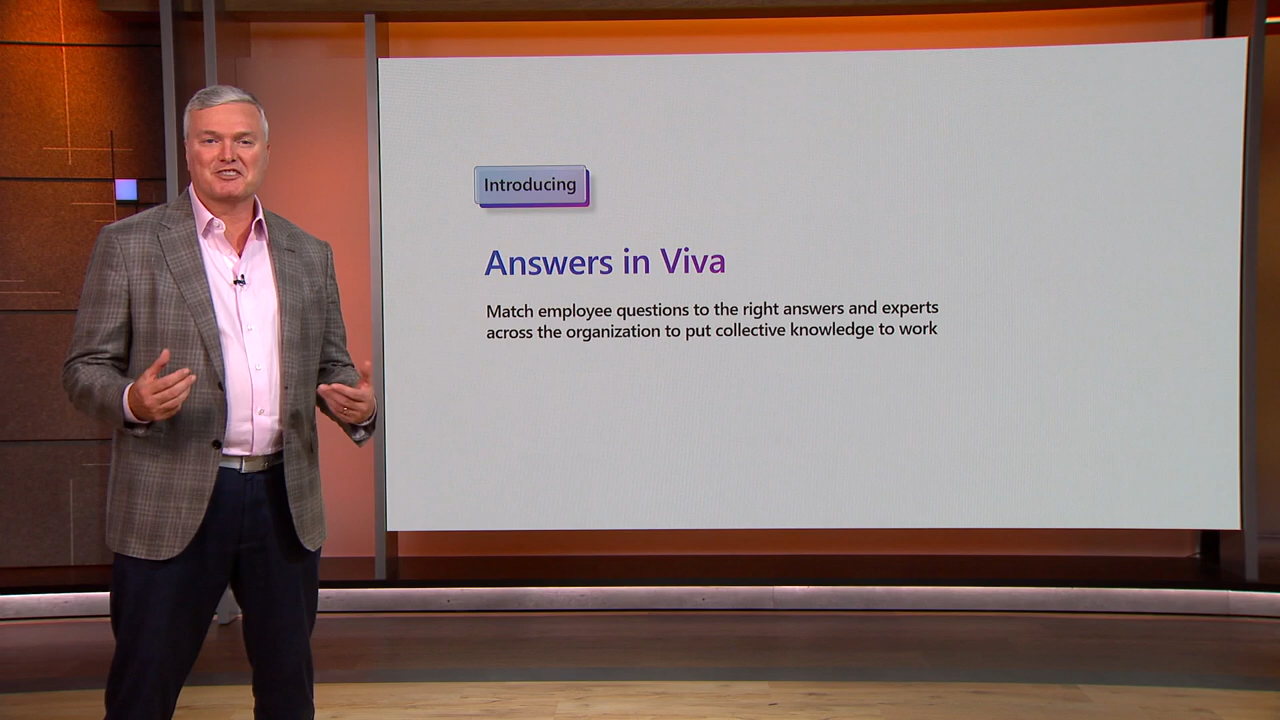 Introducing
Answers in Viva
Match employee questions to the right answers and experts
across the organization to put collective knowledge to work